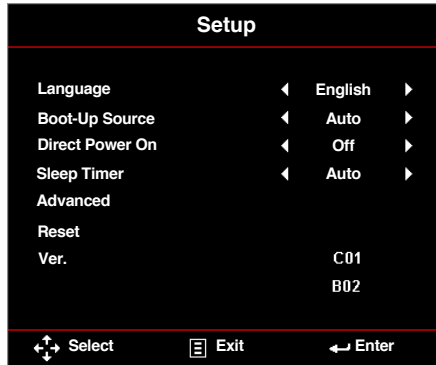 Setup
Language English
Boot-Up Source Auto
Direct Power On Off
Sleep Timer Auto
Advanced
Reset
Ver. C01
B02
Select Exit Enter